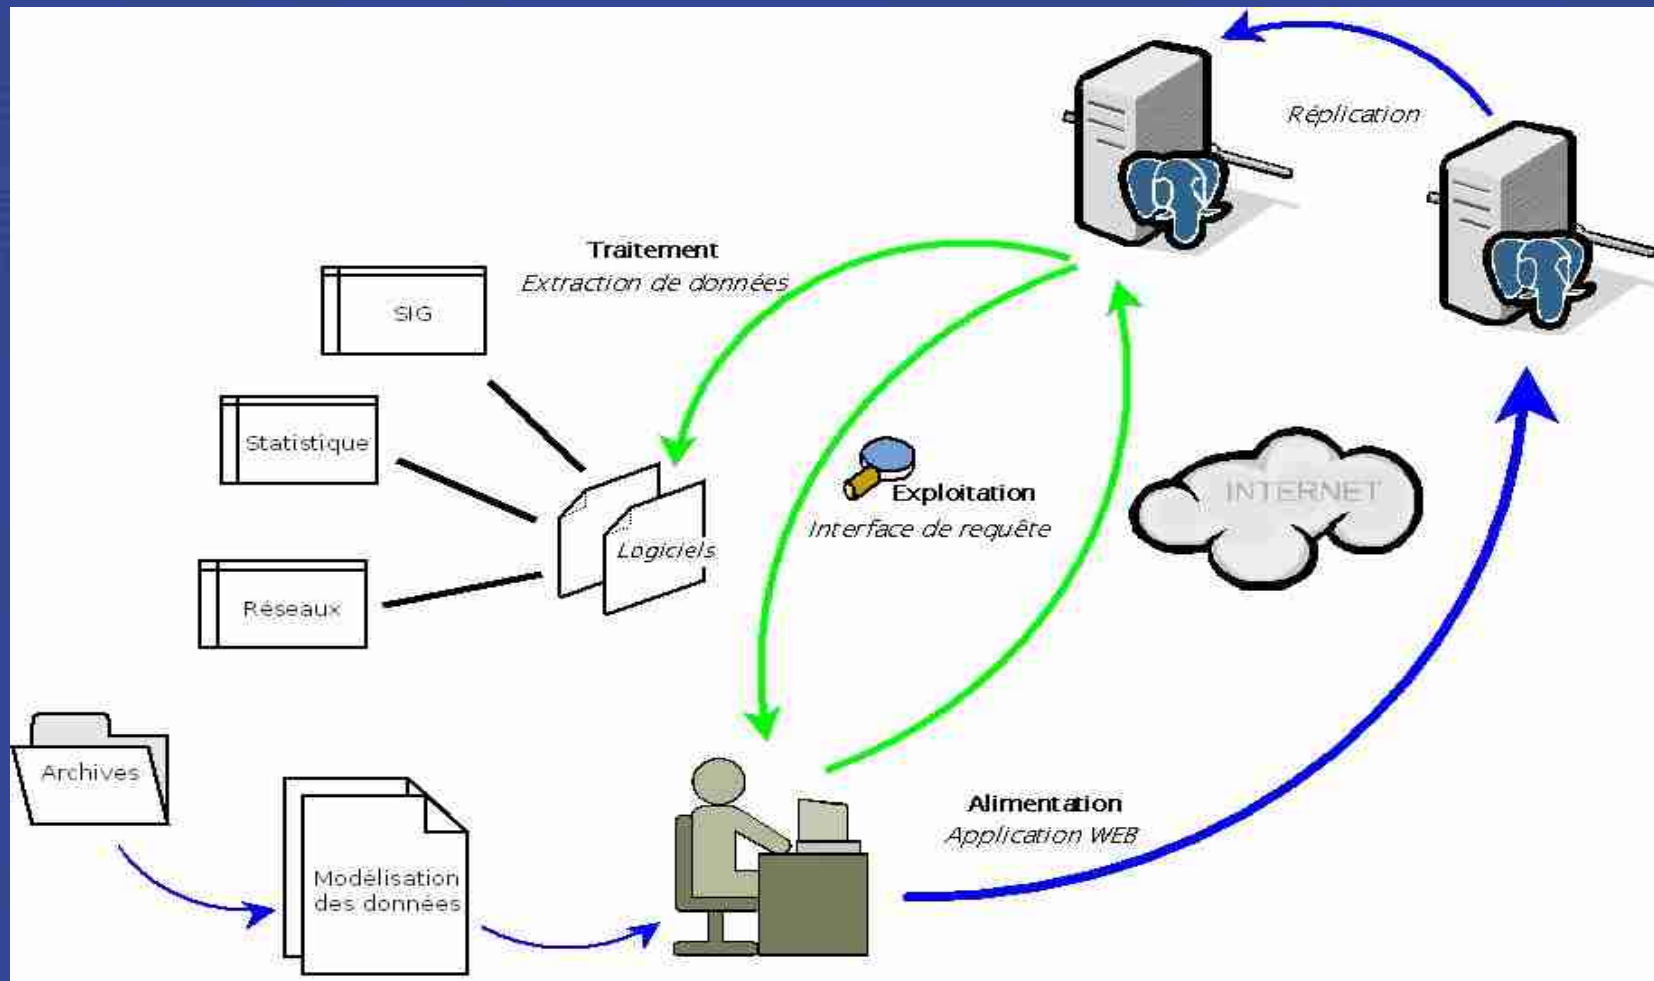 Réplication
Traitement
Extraction de données
SIG
Statistique
Réseaux
Logiciels
Exploitation
Interface de requête
INTERNET
Archives
Modélisation
des données
Alimentation
Application WEB